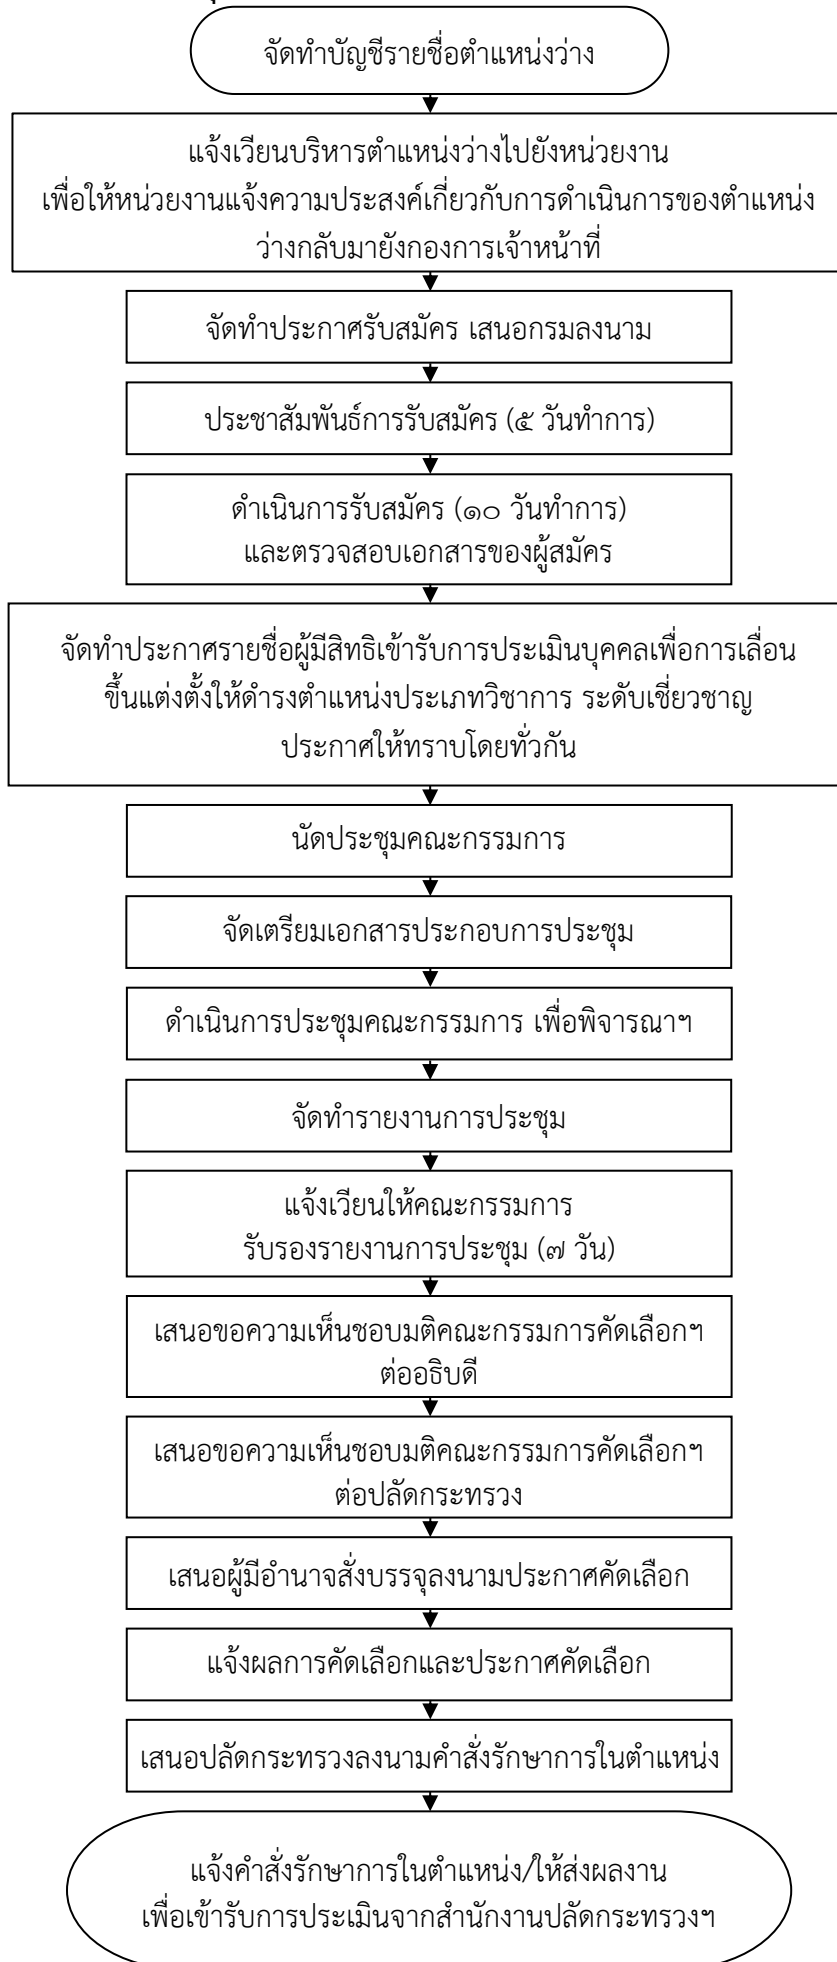 จัดทำบัญชีรายชื่อตำแหน่งว่าง
แจ้งเวียนบริหารตำแหน่งว่างไปยังหน่วยงาน
เพื่อให้หน่วยงานแจ้งความประสงค์เกี่ยวกับการดำเนินการของตำแหน่ง
ว่างกลับมายังกองการเจ้าหน้าที่
จัดทำประกาศรับสมัคร เสนอกรมลงนาม
ประชาสัมพันธ์การรับสมัคร (๕ วันทำการ)
ดำเนินการรับสมัคร (๑๐ วันทำการ)
และตรวจสอบเอกสารของผู้สมัคร
จัดทำประกาศรายชื่อผู้มีสิทธิเข้ารับการประเมินบุคคลเพื่อการเลื่อน
ขึ้นแต่งตั้งให้ดำรงตำแหน่งประเภทวิชาการ ระดับเชี่ยวชาญ
ประกาศให้ทราบโดยทั่วกัน
นัดประชุมคณะกรรมการ
จัดเตรียมเอกสารประกอบการประชุม
ดำเนินการประชุมคณะกรรมการ เพื่อพิจารณาฯ
จัดทำรายงานการประชุม
แจ้งเวียนให้คณะกรรมการ
รับรองรายงานการประชุม (๗ วัน)
เสนอขอความเห็นชอบมติคณะกรรมการคัดเลือกฯ
ต่ออธิบดี
เสนอขอความเห็นชอบมติคณะกรรมการคัดเลือกฯ
ต่อปลัดกระทรวง
เสนอผู้มีอำนาจสั่งบรรจุลงนามประกาศคัดเลือก
แจ้งผลการคัดเลือกและประกาศคัดเลือก
เสนอปลัดกระทรวงลงนามคำสั่งรักษาการในตำแหน่ง
แจ้งคำสั่งรักษาการในตำแหน่ง/ให้ส่งผลงาน
เพื่อเข้ารับการประเมินจากสำนักงานปลัดกระทรวงฯ